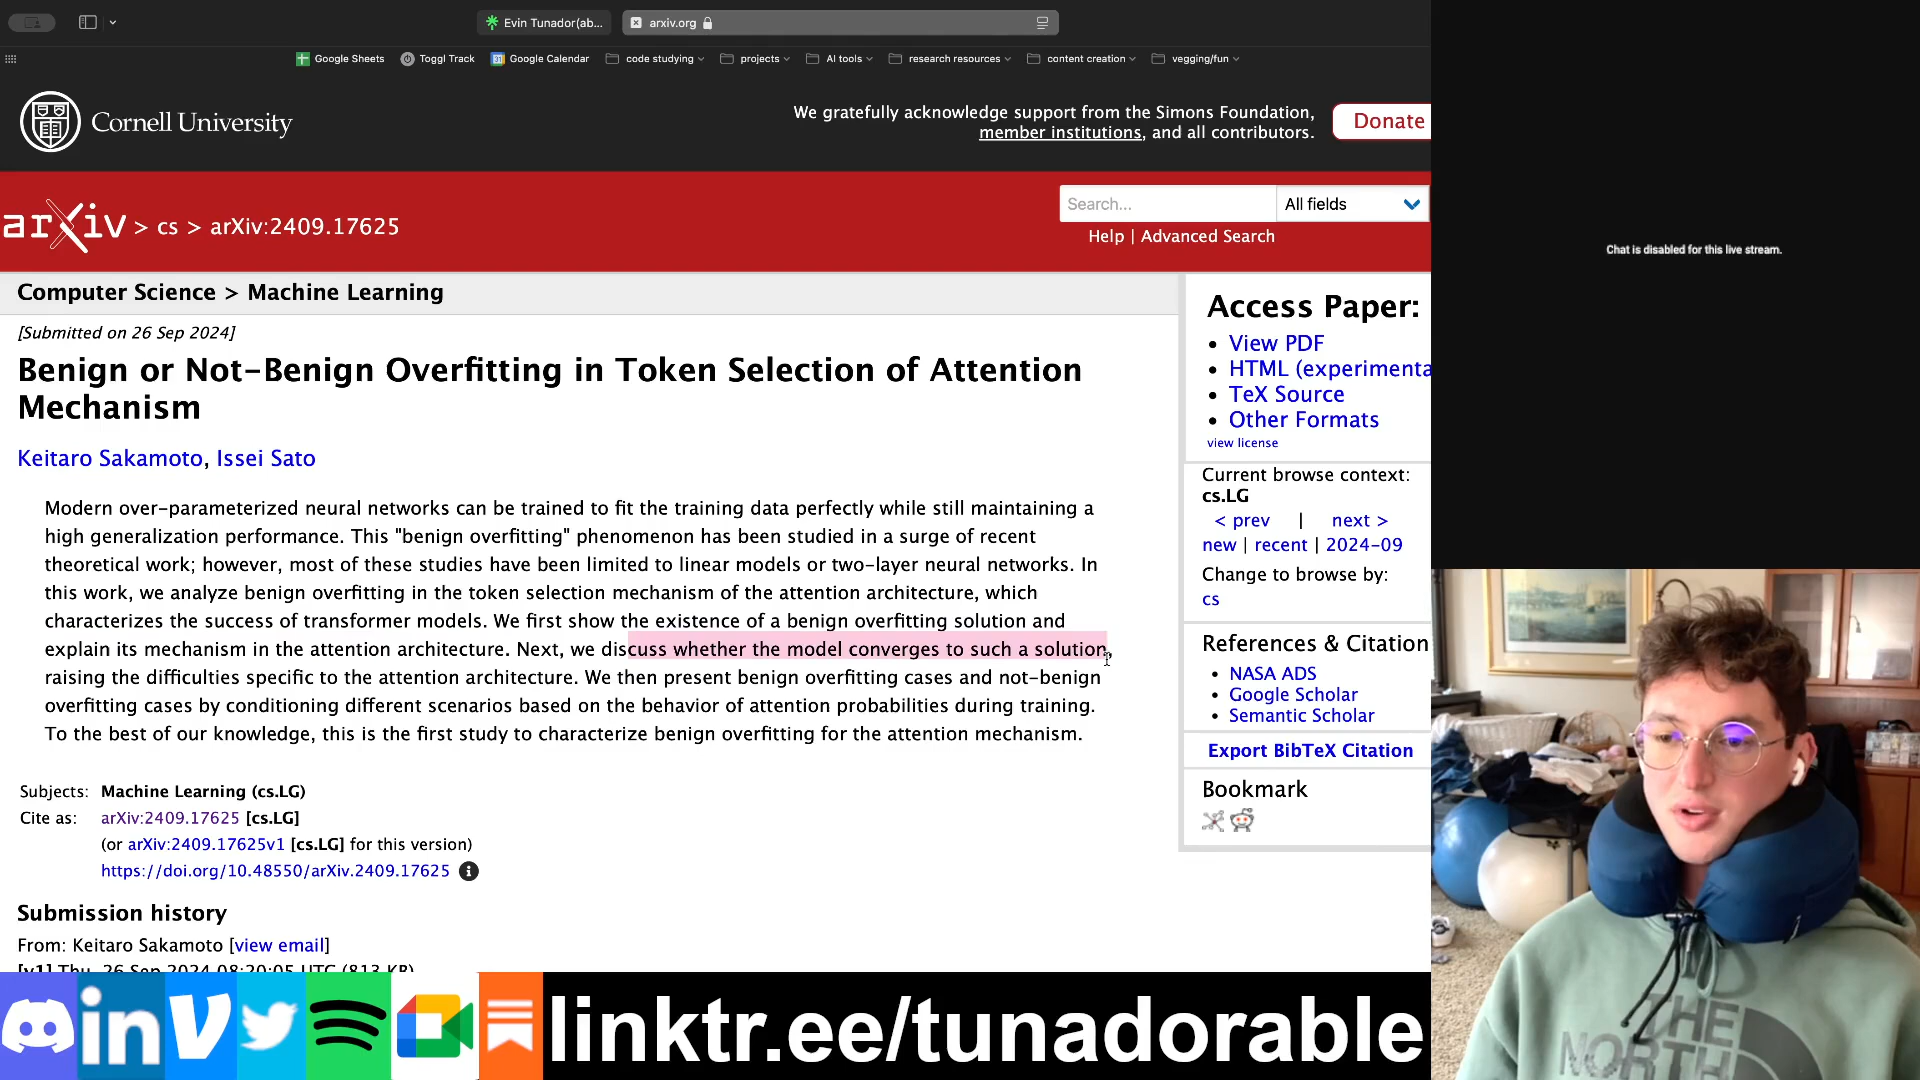 Evin Tunador(ab...
arxiv.org
Google Sheets
Toggl Track
Google Calendar
code studying
projects
AI tools
research resources
content creation
vegging/fun
Cornell University
We gratefully acknowledge support from the Simons Foundation,
member institutions, and all contributors.
Donate
arXiv > cs > arXiv:2409.17625
Search...
All fields
Help | Advanced Search
Computer Science > Machine Learning
[Submitted on 26 Sep 2024]
Benign or Not-Benign Overfitting in Token Selection of Attention
Mechanism
Keitaro Sakamoto, Issei Sato
Modern over-parameterized neural networks can be trained to fit the training data perfectly while still maintaining a
high generalization performance. This "benign overfitting" phenomenon has been studied in a surge of recent
theoretical work; however, most of these studies have been limited to linear models or two-layer neural networks. In
this work, we analyze benign overfitting in the token selection mechanism of the attention architecture, which
characterizes the success of transformer models. We first show the existence of a benign overfitting solution and
explain its mechanism in the attention architecture. Next, we discuss whether the model converges to such a solution,
raising the difficulties specific to the attention architecture. We then present benign overfitting cases and not-benign
overfitting cases by conditioning different scenarios based on the behavior of attention probabilities during training.
To the best of our knowledge, this is the first study to characterize benign overfitting for the attention mechanism.
Subjects: Machine Learning (cs.LG)
Cite as: arXiv:2409.17625 [cs.LG]
(or arXiv:2409.17625v1 [cs.LG] for this version)
https://doi.org/10.48550/arXiv.2409.17625
Submission history
From: Keitaro Sakamoto [view email]
[v1] Thu, 26 Sep 2024 08:20:05 UTC (813 KB)
Access Paper:
View PDF
HTML (experimenta
TeX Source
Other Formats
view license
Current browse context:
cs.LG
< prev | next >
new | recent | 2024-09
Change to browse by:
cs
References & Citation
NASA ADS
Google Scholar
Semantic Scholar
Export BibTeX Citation
Bookmark
Chat is disabled for this live stream.
THE
NORTH
in
linktr.ee/tunadorable